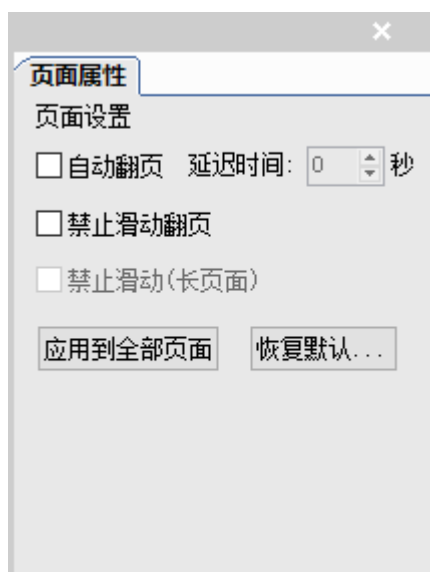 页面属性
页面设置
自动翻页 延迟时间: 0 秒
禁止滑动翻页
禁止滑动(长页面)
应用到全部页面 恢复默认...